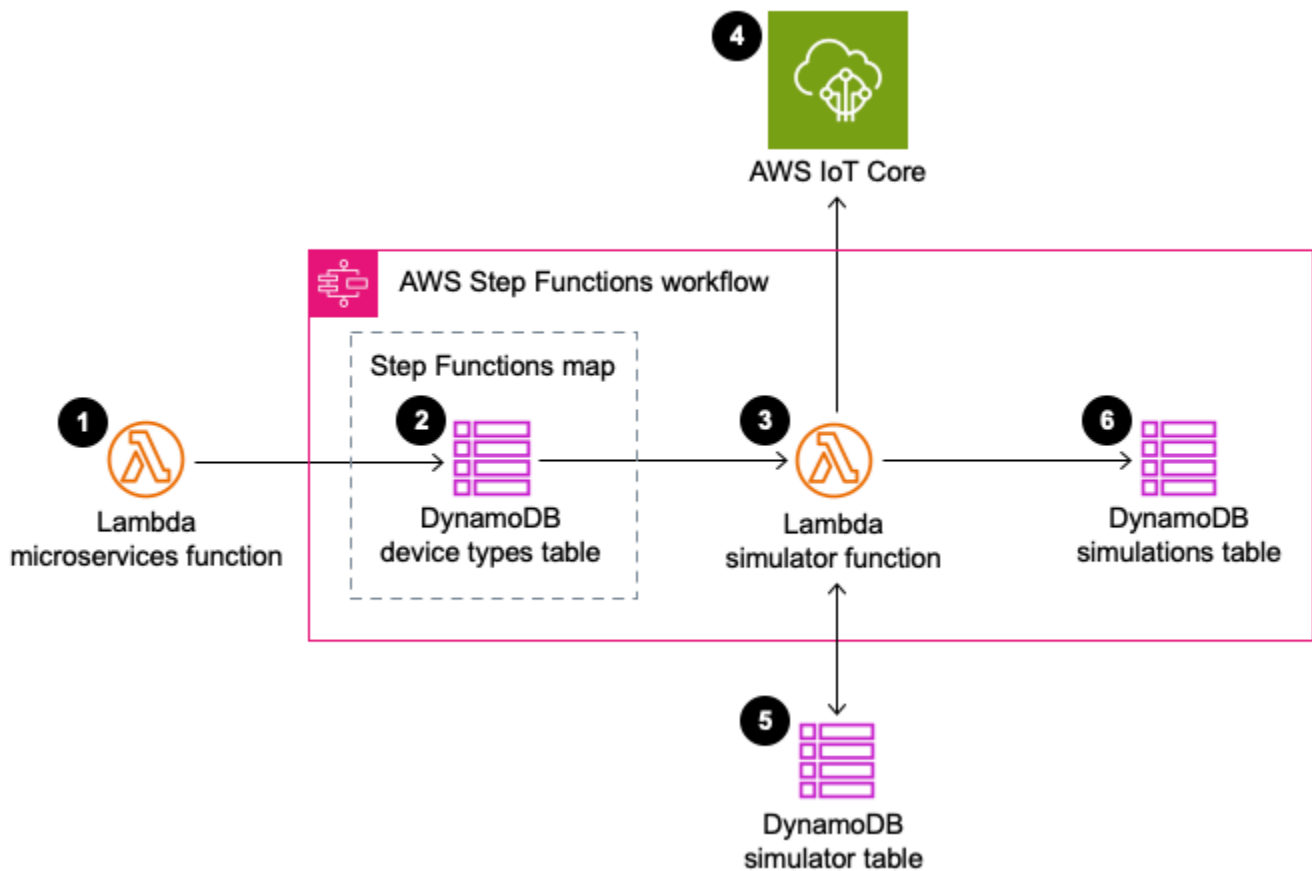 4
AWS IoT Core
AWS Step Functions workflow
Step Functions map
1
Lambda
microservices function
2
DynamoDB
device types table
3
Lambda
simulator function
6
DynamoDB
simulations table
5
DynamoDB
simulator table